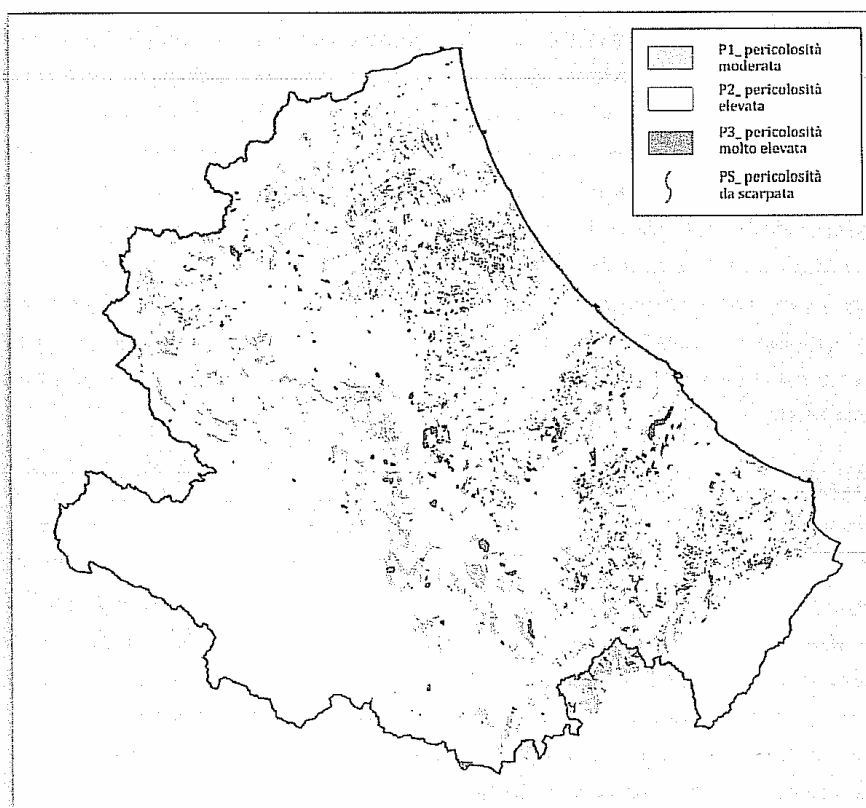 P1_ pericolosità
moderata
P2_ pericolosità
elevata
P3_ pericolosità
molto elevata
PS_ pericolosità
da scarpata